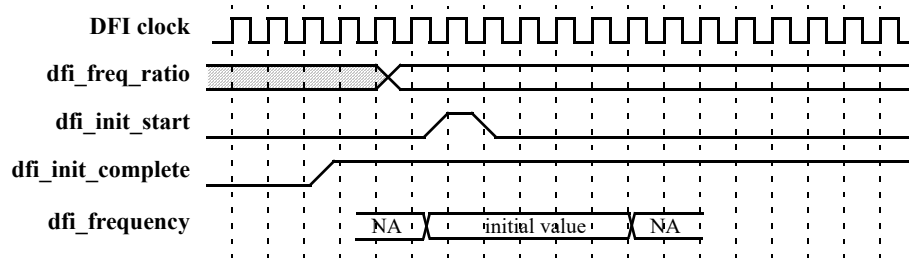 DFI clock
dfi_freq_ratio
dfi_init_start
dfi_init_complete
dfi_frequency NA initial value NA